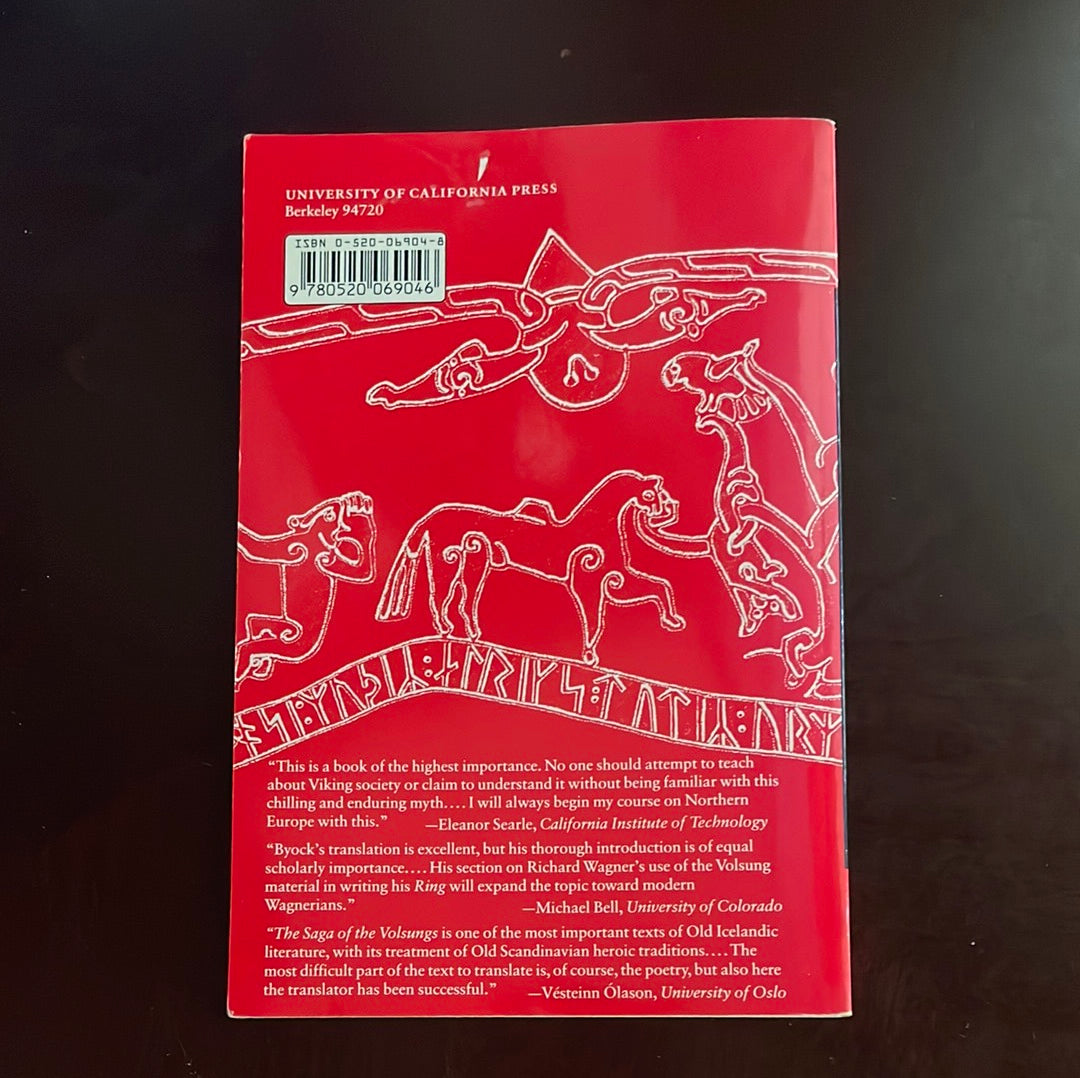 UNIVERSITY OF CALIFORNIA PRESS
Berkeley 94720
ISBN 0-520-06904-8
9 780520 069046
ᚬᛋᛁ:ᛘᚢᚦᛁᛦ:ᛅᛚᚱᛁᚴᛋ:ᛏᚢᛏᛁᛦ:ᚢᚱᛘ
“This is a book of the highest importance. No one should attempt to teach
about Viking society or claim to understand it without being familiar with this
chilling and enduring myth.... I will always begin my course on Northern
Europe with this.” —Eleanor Searle, California Institute of Technology
“Byock’s translation is excellent, but his thorough introduction is of equal
scholarly importance.... His section on Richard Wagner’s use of the Volsung
material in writing his Ring will expand the topic toward modern
Wagnerians.” —Michael Bell, University of Colorado
“The Saga of the Volsungs is one of the most important texts of Old Icelandic
literature, with its treatment of Old Scandinavian heroic traditions.... The
most difficult part of the text to translate is, of course, the poetry, but also here
the translator has been successful.” —Vésteinn Ólason, University of Oslo